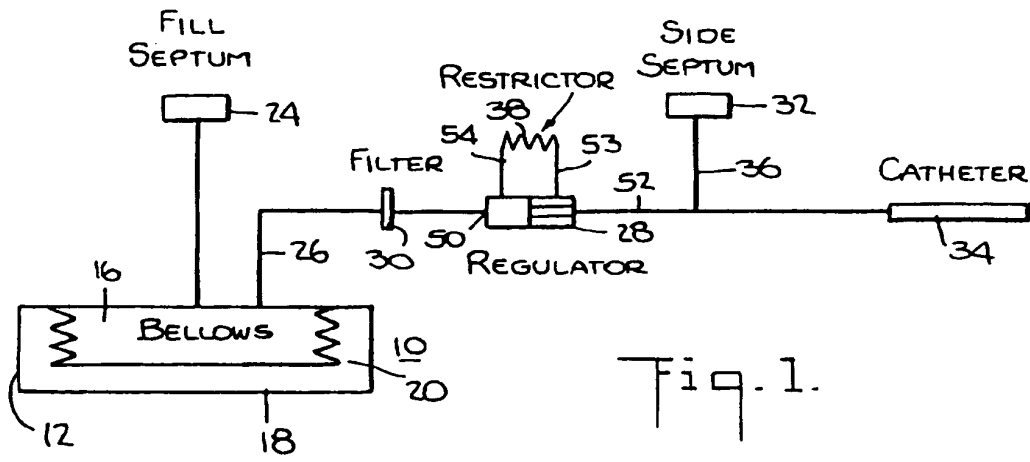 FILL
SEPTUM
24
SIDE
SEPTUM
32
RESTRICTOR
38
54
53
FILTER
52
36
CATHETER
50
28
30
34
26
REGULATOR
16
BELLOWS
10
20
12
18
Fig. 1.